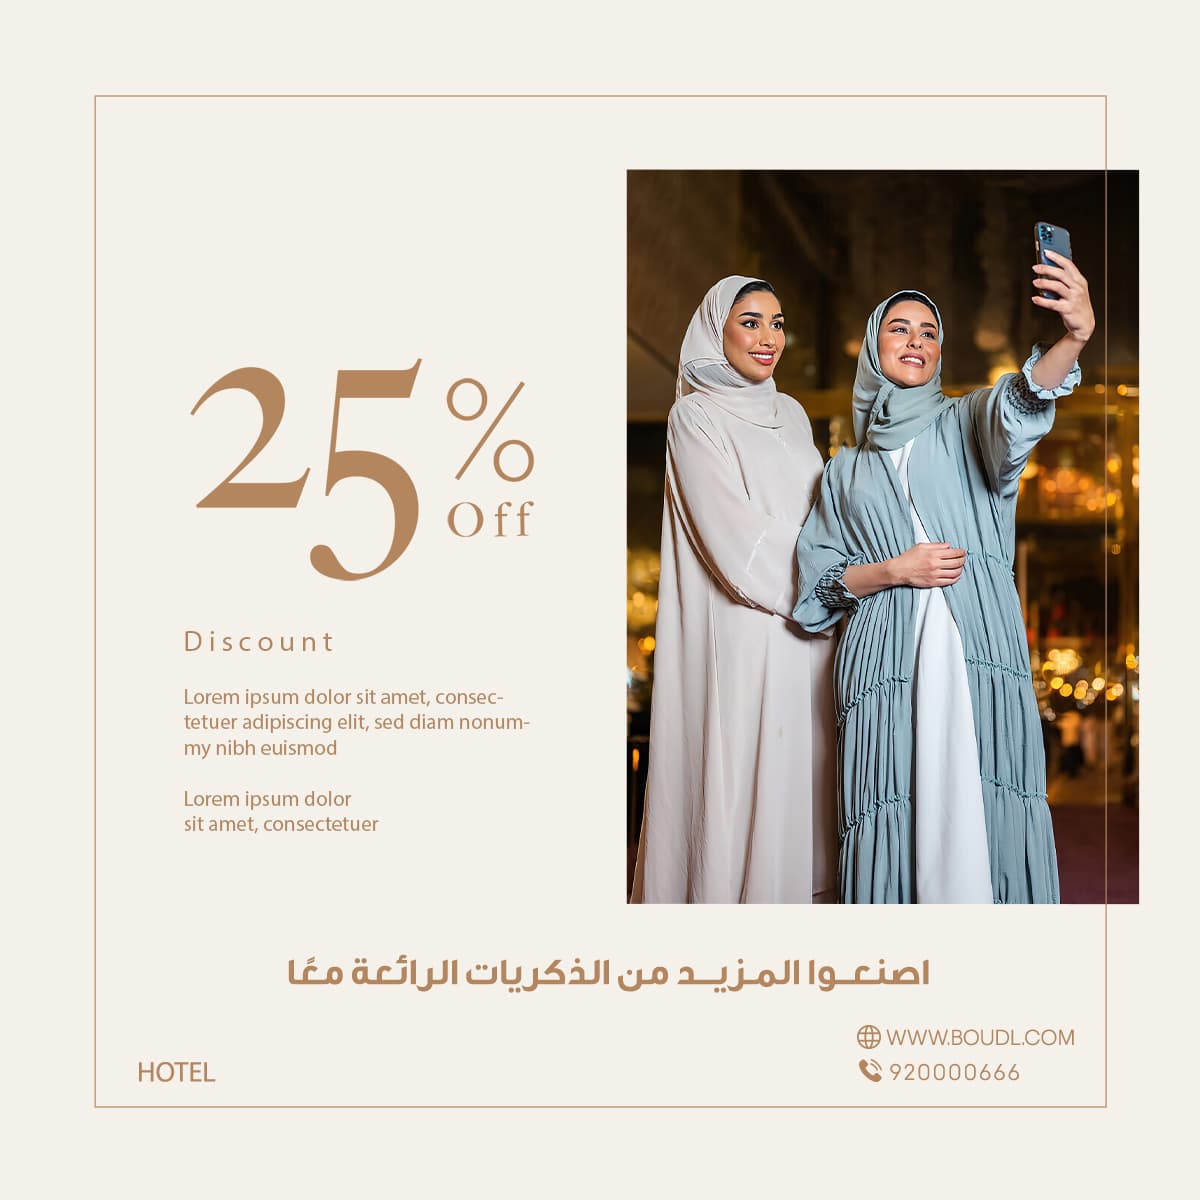 25%
Off
Discount
Lorem ipsum dolor sit amet, consec-
tetuer adipiscing elit, sed diam nonum-
my nibh euismod
Lorem ipsum dolor
sit amet, consectetuer
اصنعــوا المـزيــد من الذكريات الرائعة معًا
WWW.BOUDL.COM
920000666
HOTEL